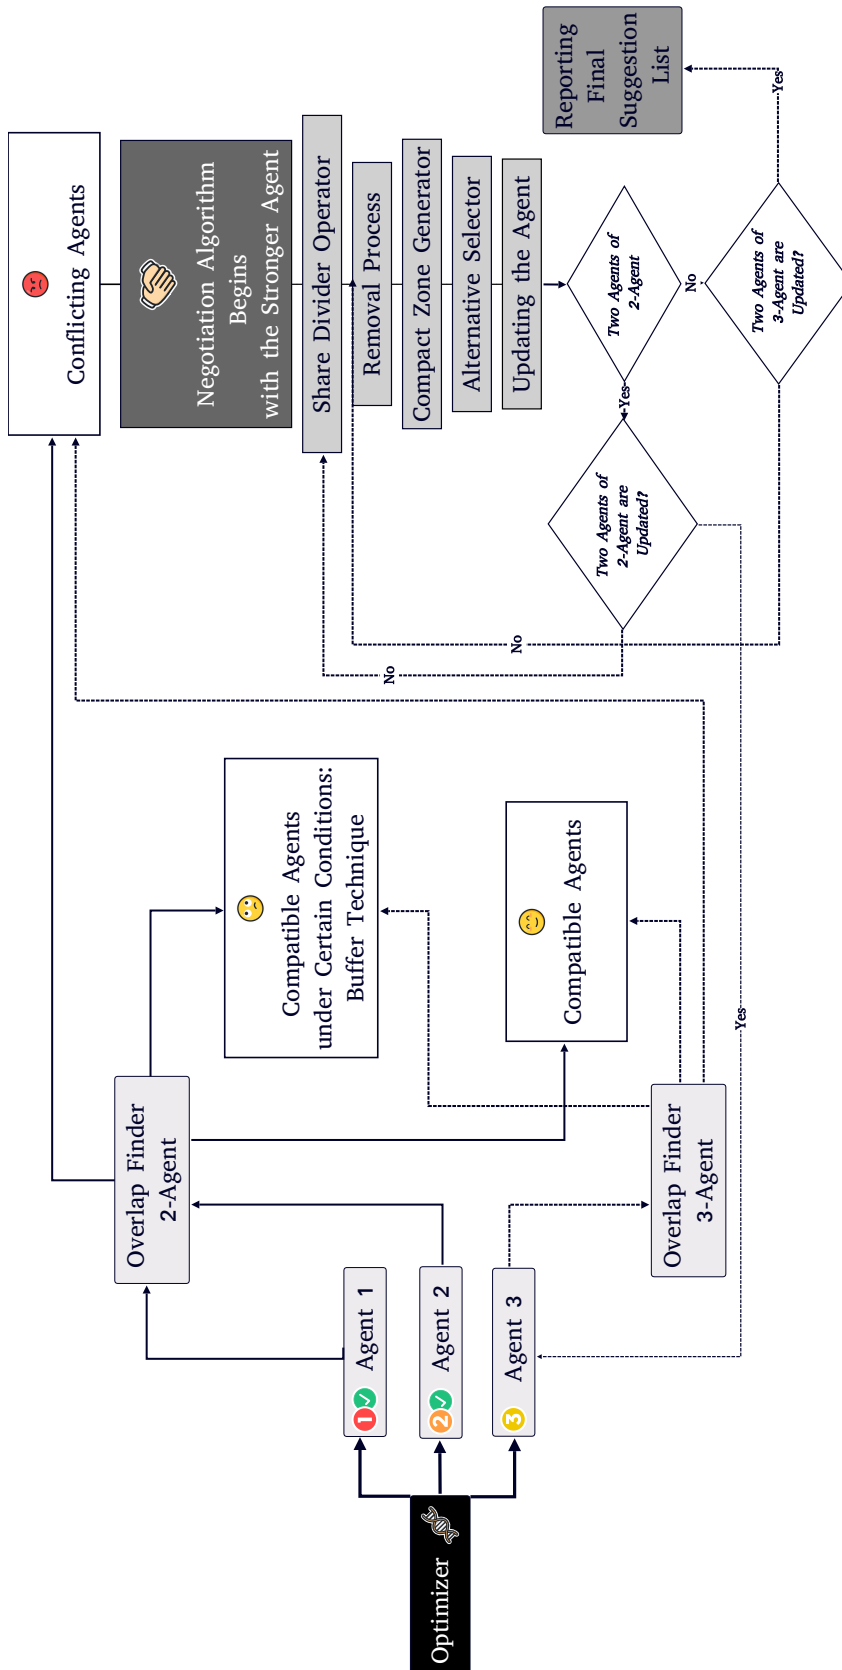 Optimizer
1
Agent 1
2
Agent 2
3
Agent 3
Overlap Finder
2-Agent
Overlap Finder
3-Agent
Compatible Agents
under Certain Conditions:
Buffer Technique
Compatible Agents
Conflicting Agents
Negotiation Algorithm
Begins
with the Stronger Agent
Share Divider Operator
Removal Process
Compact Zone Generator
Alternative Selector
Updating the Agent
Two Agents of
2-Agent
Yes
No
Two Agents of
2-Agent are
Updated?
No
Yes
Two Agents of
3-Agent are
Updated?
No
Yes
Reporting
Final
Suggestion
List